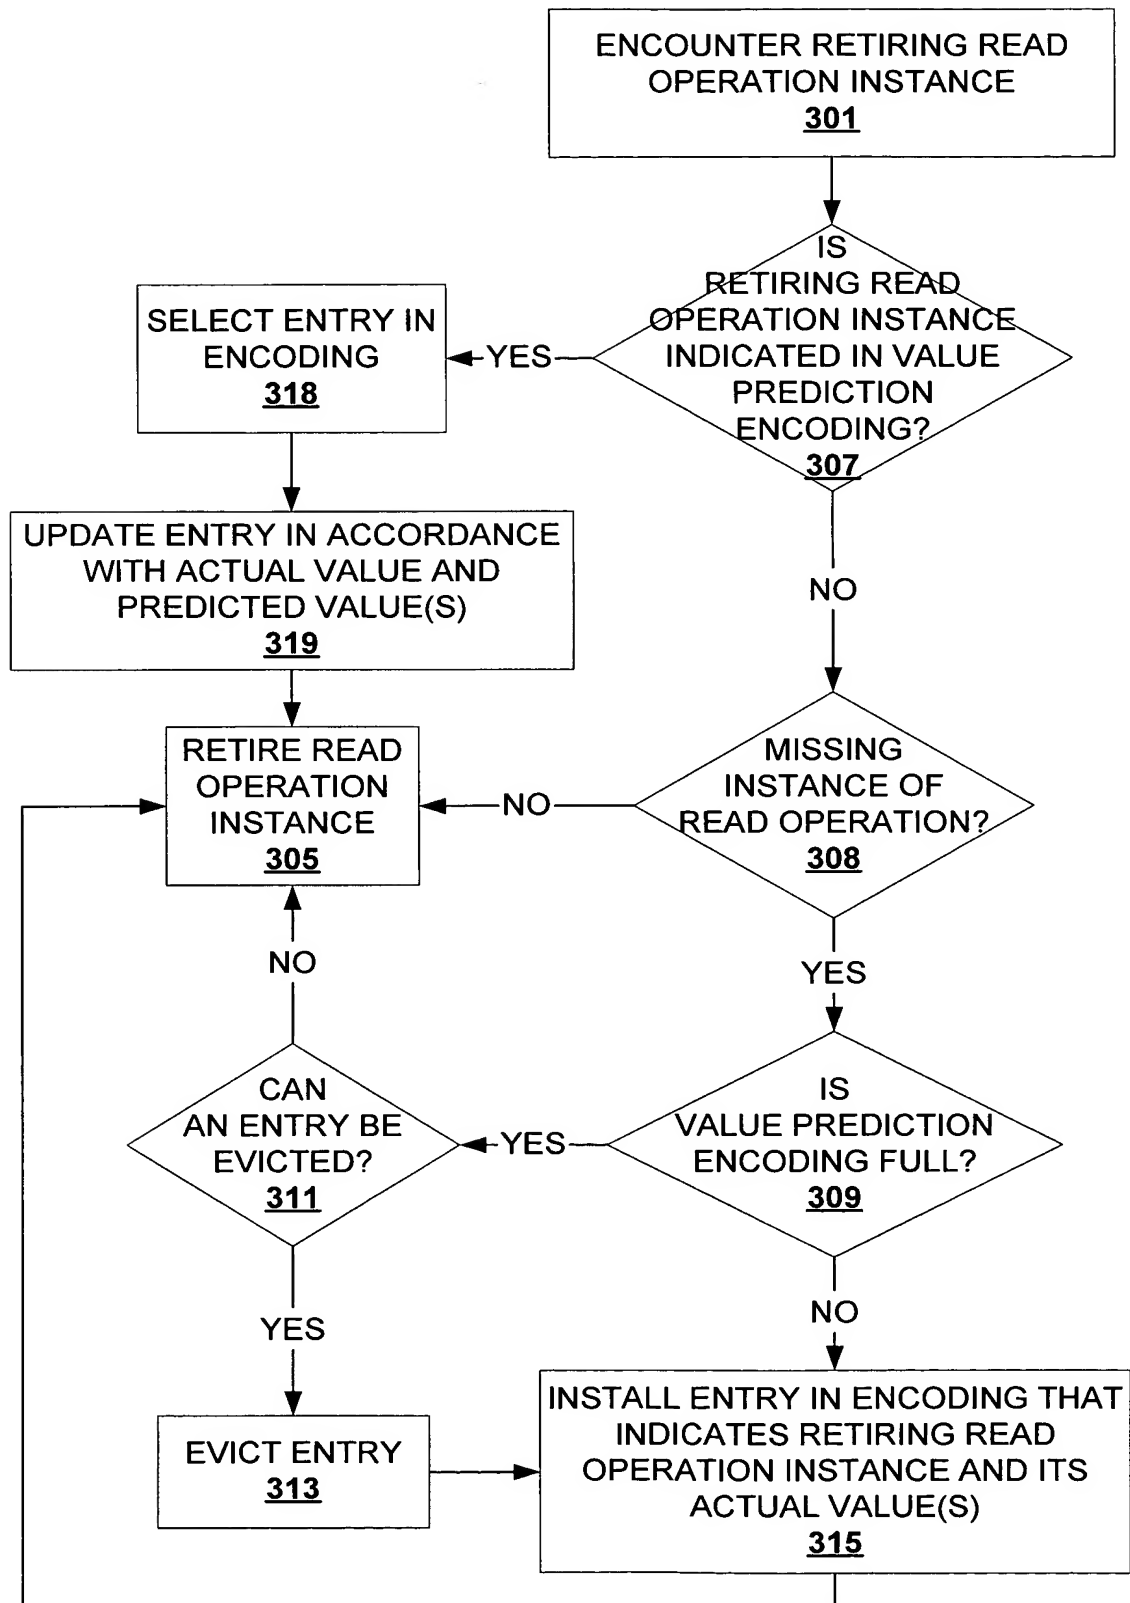 ENCOUNTER RETIRING READ
OPERATION INSTANCE
301
IS
RETIRING READ
OPERATION INSTANCE
INDICATED IN VALUE
PREDICTION
ENCODING?
307
YES
SELECT ENTRY IN
ENCODING
318
UPDATE ENTRY IN ACCORDANCE
WITH ACTUAL VALUE AND
PREDICTED VALUE(S)
319
NO
RETIRE READ
OPERATION
INSTANCE
305
NO
MISSING
INSTANCE OF
READ OPERATION?
308
NO
YES
CAN
AN ENTRY BE
EVICTED?
311
YES
IS
VALUE PREDICTION
ENCODING FULL?
309
YES
NO
EVICT ENTRY
313
INSTALL ENTRY IN ENCODING THAT
INDICATES RETIRING READ
OPERATION INSTANCE AND ITS
ACTUAL VALUE(S)
315